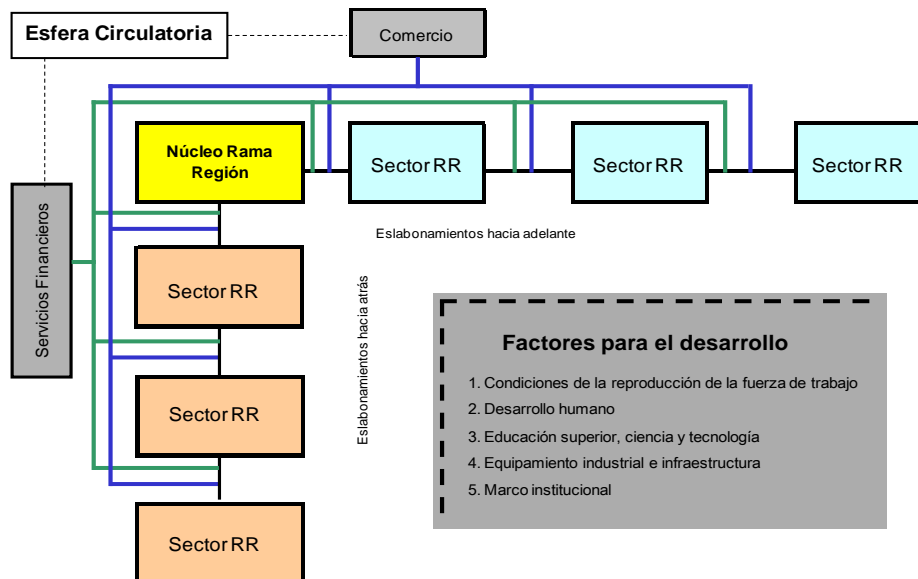 Esfera Circulatoria
Comercio
Núcleo Rama
Región
Sector RR
Sector RR
Sector RR
Eslabonamientos hacia adelante
Servicios Financieros
Sector RR
Eslabonamientos hacia atrás
Sector RR
Sector RR
Factores para el desarrollo
1. Condiciones de la reproducción de la fuerza de trabajo
2. Desarrollo humano
3. Educación superior, ciencia y tecnología
4. Equipamiento industrial e infraestructura
5. Marco institucional